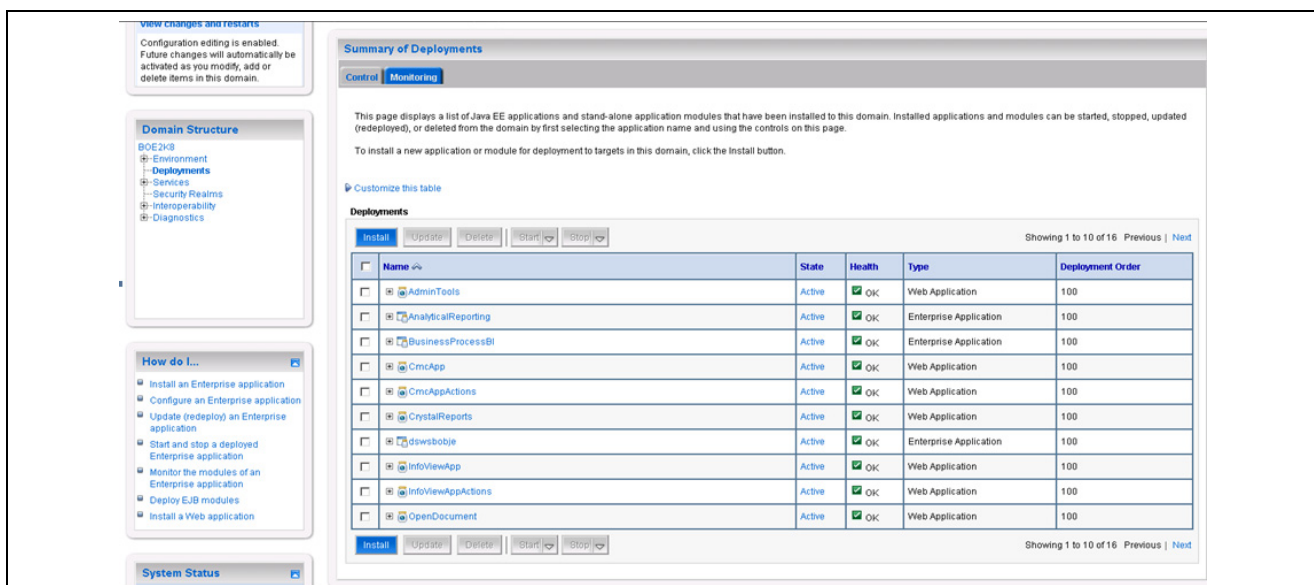 View changes and restarts
Configuration editing is enabled.
Future changes will automatically be
activated as you modify, add or
delete items in this domain.
Domain Structure
BOE2K8
Environment
Deployments
Services
Security Realms
Interoperability
Diagnostics
How do I...
Install an Enterprise application
Configure an Enterprise application
Update (redeploy) an Enterprise
application
Start and stop a deployed
Enterprise application
Monitor the modules of an
Enterprise application
Deploy EJB modules
Install a Web application
System Status
Summary of Deployments
Control Monitoring
This page displays a list of Java EE applications and stand-alone application modules that have been installed to this domain. Installed applications and modules can be started, stopped, updated
(redeployed), or deleted from the domain by first selecting the application name and using the controls on this page.
To install a new application or module for deployment to targets in this domain, click the Install button.
Customize this table
Deployments
Install Update Delete Start Stop Showing 1 to 10 of 16 Previous | Next
Name State Health Type Deployment Order
AdminTools Active OK Web Application 100
AnalyticalReporting Active OK Enterprise Application 100
BusinessProcessBI Active OK Enterprise Application 100
CmcApp Active OK Web Application 100
CmcAppActions Active OK Web Application 100
CrystalReports Active OK Web Application 100
dswsbobje Active OK Enterprise Application 100
InfoViewApp Active OK Web Application 100
InfoViewAppActions Active OK Web Application 100
OpenDocument Active OK Web Application 100
Install Update Delete Start Stop Showing 1 to 10 of 16 Previous | Next